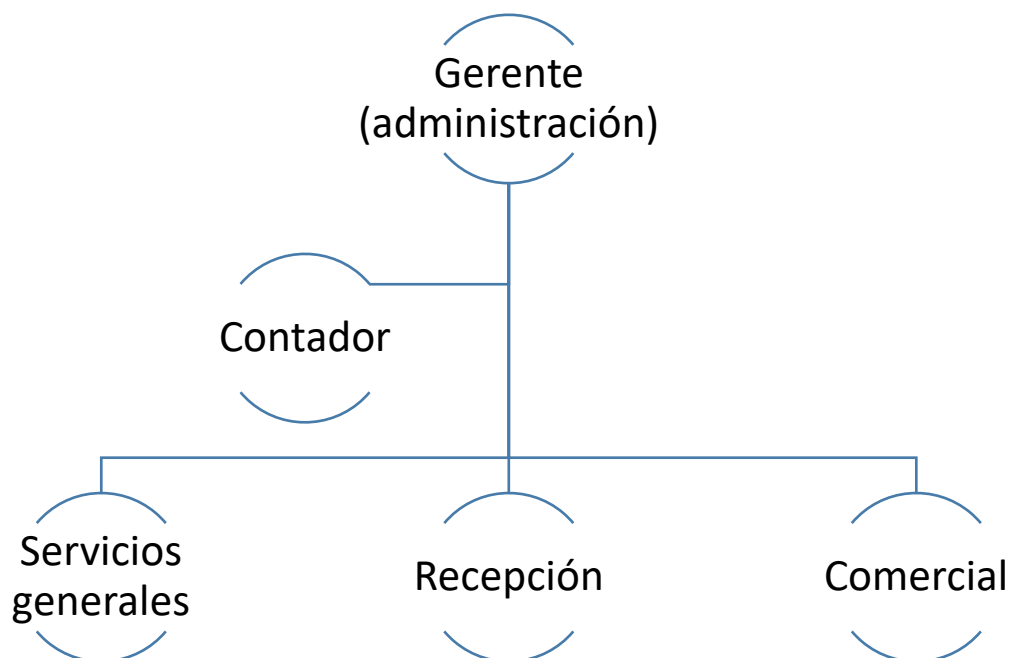 Gerente
(administración)
Contador
Servicios
generales
Recepción
Comercial